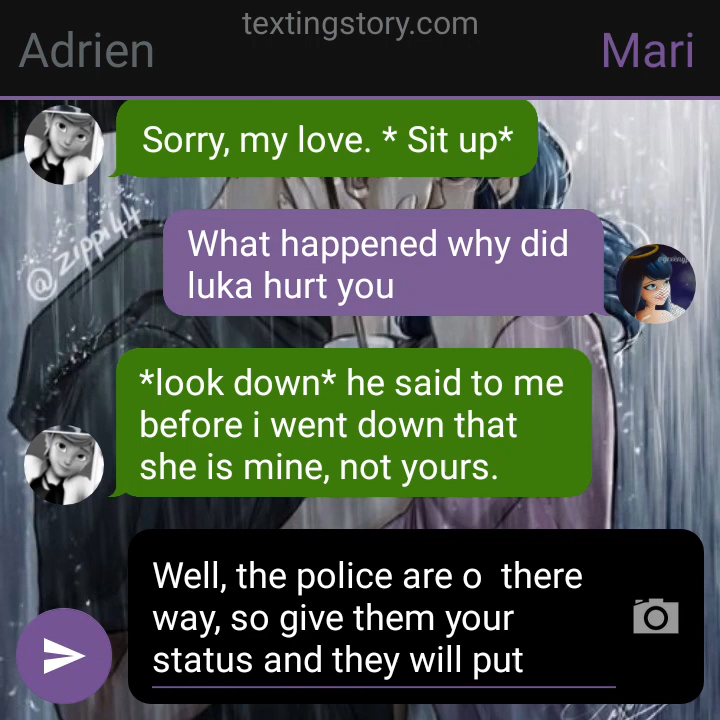 textingstory.com
Adrien
Mari
Sorry, my love. * Sit up*
@zippi44
What happened why did
luka hurt you
*look down* he said to me
before i went down that
she is mine, not yours.
Well, the police are o  there
way, so give them your
status and they will put